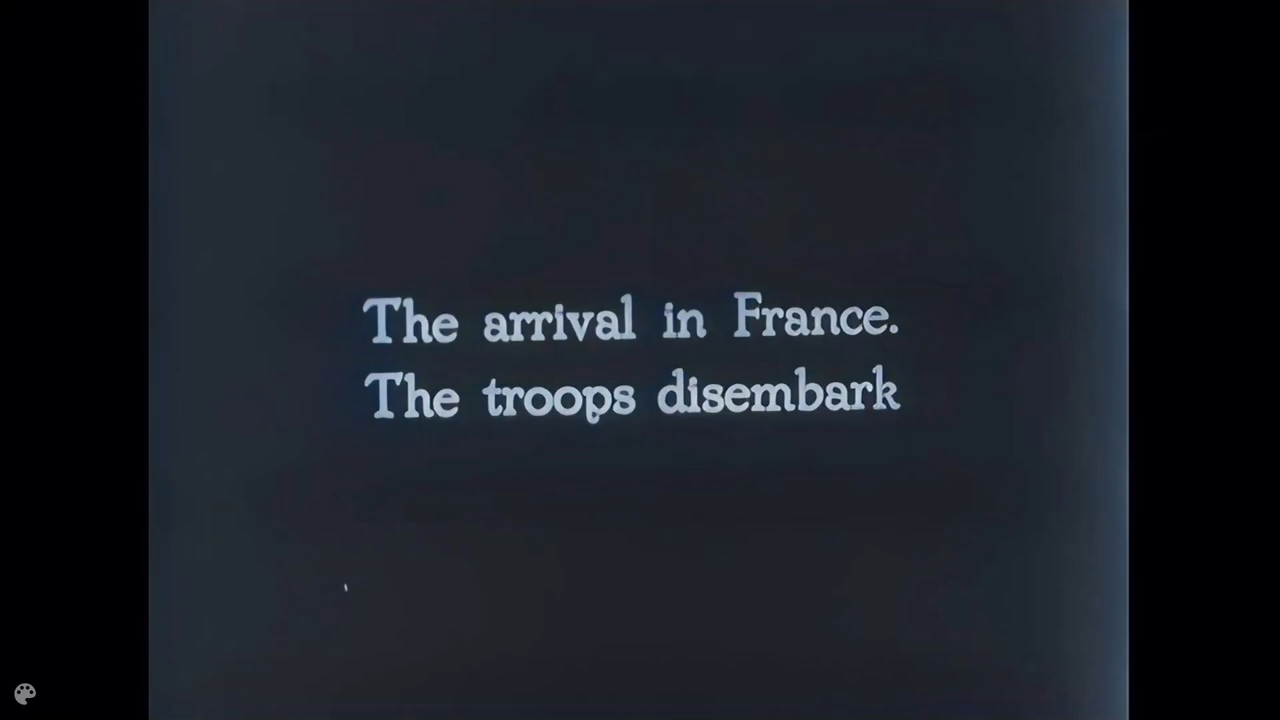 The arrival in France.
The troops disembark